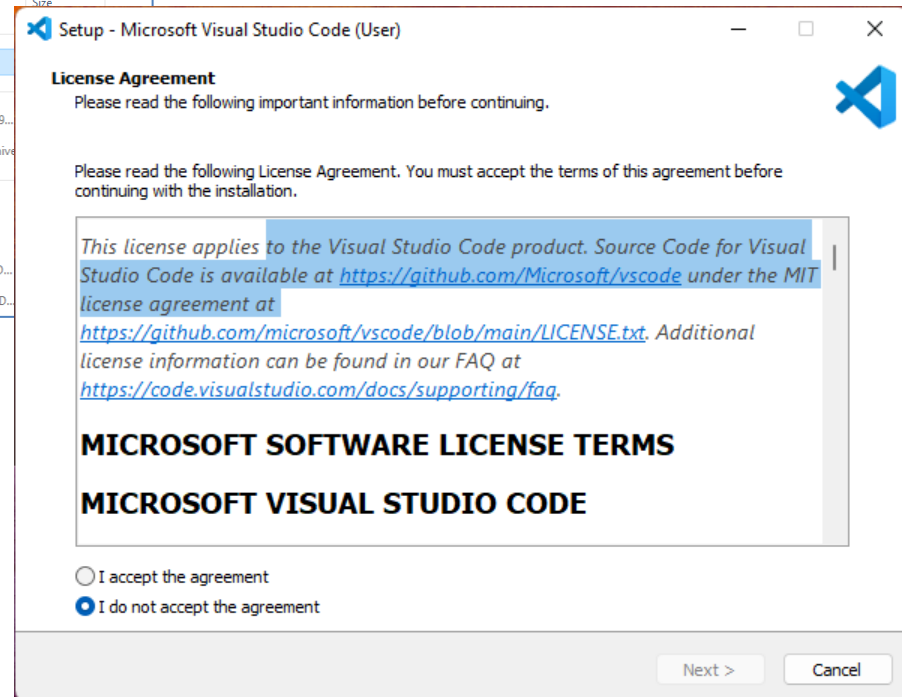 Size
Setup - Microsoft Visual Studio Code (User)
License Agreement
Please read the following important information before continuing.
Please read the following License Agreement. You must accept the terms of this agreement before
continuing with the installation.
This license applies to the Visual Studio Code product. Source Code for Visual
Studio Code is available at https://github.com/Microsoft/vscode under the MIT
license agreement at
https://github.com/microsoft/vscode/blob/main/LICENSE.txt. Additional
license information can be found in our FAQ at
https://code.visualstudio.com/docs/supporting/faq.
MICROSOFT SOFTWARE LICENSE TERMS
MICROSOFT VISUAL STUDIO CODE
I accept the agreement
I do not accept the agreement
Next >
Cancel